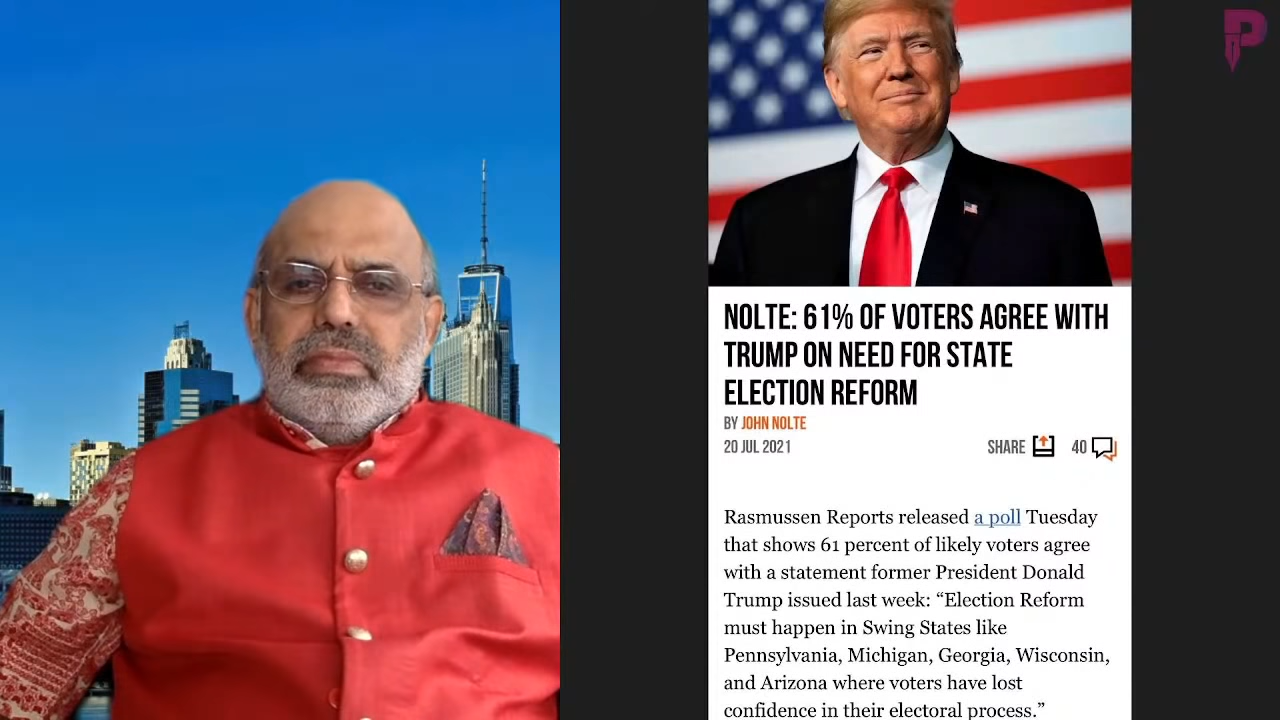 NOLTE: 61% OF VOTERS AGREE WITH
TRUMP ON NEED FOR STATE
ELECTION REFORM
BY JOHN NOLTE
20 JUL 2021
SHARE 40
Rasmussen Reports released a poll Tuesday
that shows 61 percent of likely voters agree
with a statement former President Donald
Trump issued last week: “Election Reform
must happen in Swing States like
Pennsylvania, Michigan, Georgia, Wisconsin,
and Arizona where voters have lost
confidence in their electoral process.”